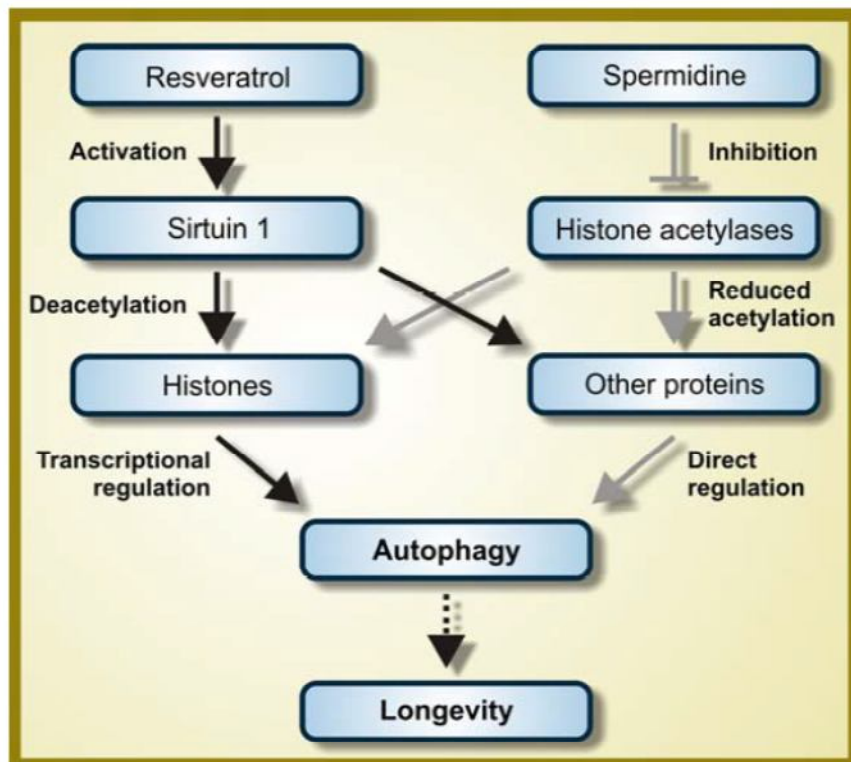 Resveratrol
Spermidine
Activation
Inhibition
Sirtuin 1
Histone acetylases
Deacetylation
Reduced
acetylation
Histones
Other proteins
Transcriptional
regulation
Direct
regulation
Autophagy
Longevity